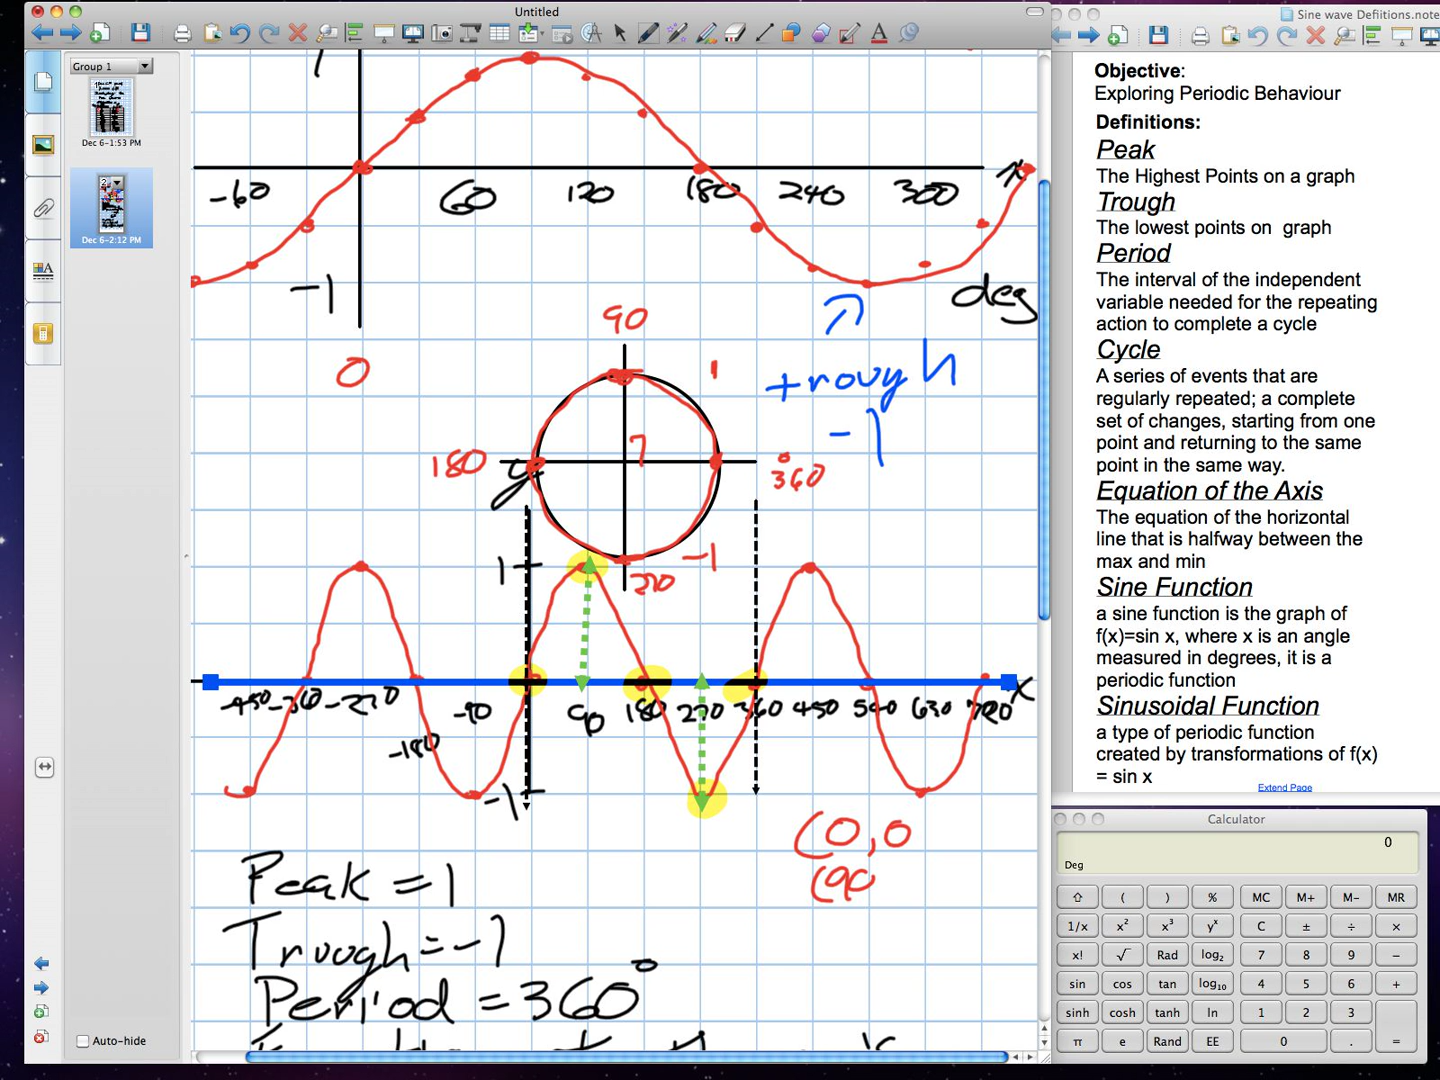 Untitled
Sine wave Defiitions.note
Group 1
Dec 6-1:53 PM
2
Dec 6-2:12 PM
Auto-hide
1
-60
60
120
180
240
300
x
-1
deg
90
0
1
trough
-1
180
y
1
360
-1
270
1
-450
-360
-270
-180
-90
90
180
270
360
450
540
630
720
x
-1
(0,0
(90
Peak = 1
Trough = -1
Period = 360°
Objective:
Exploring Periodic Behaviour
Definitions:
Peak
The Highest Points on a graph
Trough
The lowest points on graph
Period
The interval of the independent
variable needed for the repeating
action to complete a cycle
Cycle
A series of events that are
regularly repeated; a complete
set of changes, starting from one
point and returning to the same
point in the same way.
Equation of the Axis
The equation of the horizontal
line that is halfway between the
max and min
Sine Function
a sine function is the graph of
f(x)=sin x, where x is an angle
measured in degrees, it is a
periodic function
Sinusoidal Function
a type of periodic function
created by transformations of f(x)
= sin x
Extend Page
Calculator
0
Deg
⇧ ( ) % MC M+ M- MR
1/x x² x³ yˣ C ± ÷ ×
x! √ Rad log₂ 7 8 9 −
sin cos tan log₁₀ 4 5 6 +
sinh cosh tanh ln 1 2 3
π e Rand EE 0 . =